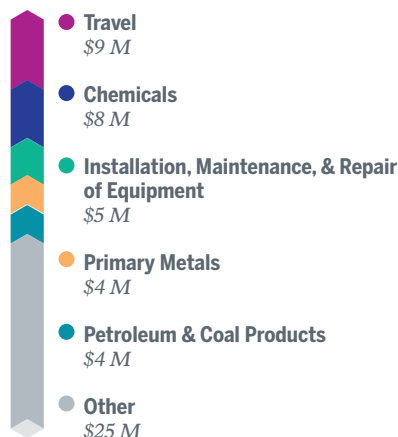 Travel
$9 M
Chemicals
$8 M
Installation, Maintenance, & Repair
of Equipment
$5 M
Primary Metals
$4 M
Petroleum & Coal Products
$4 M
Other
$25 M